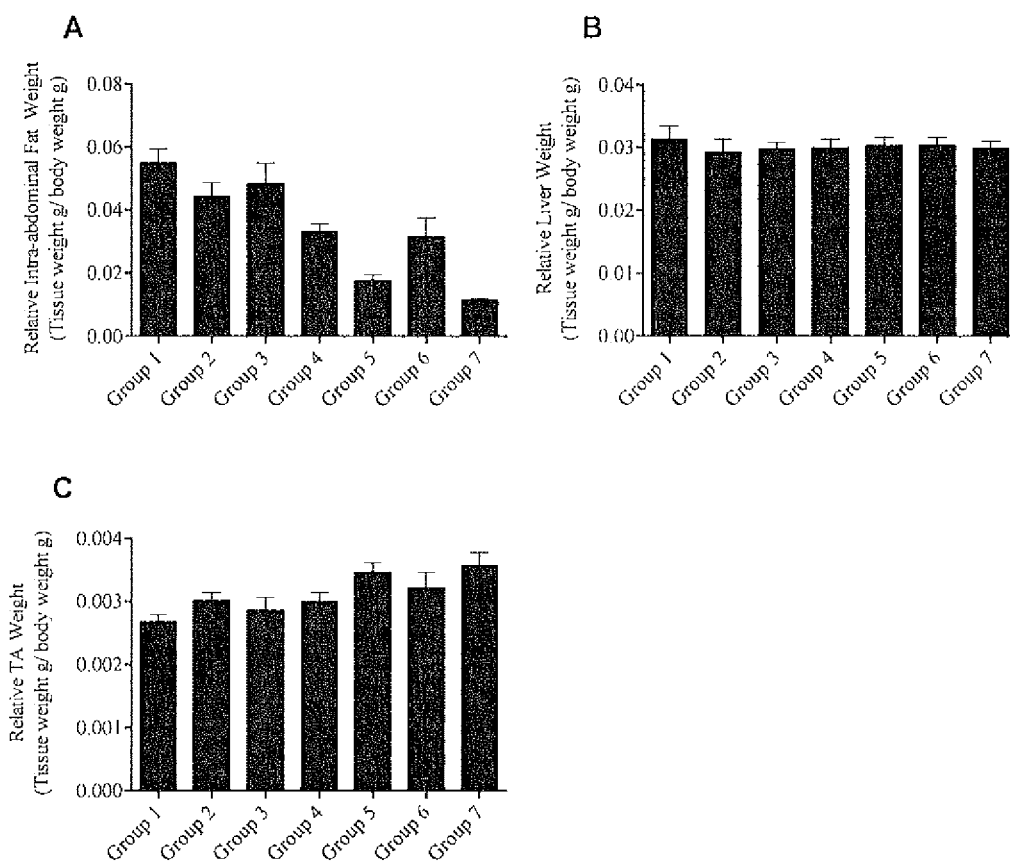 A
Relative Intra-abdominal Fat Weight
(Tissue weight g/ body weight g)
0.08
0.06
0.04
0.02
0.00
Group 1
Group 2
Group 3
Group 4
Group 5
Group 6
Group 7
B
Relative Liver Weight
(Tissue weight g/ body weight g)
0.04
0.03
0.02
0.01
0.00
Group 1
Group 2
Group 3
Group 4
Group 5
Group 6
Group 7
C
Relative TA Weight
(Tissue weight g/ body weight g)
0.004
0.003
0.002
0.001
0.000
Group 1
Group 2
Group 3
Group 4
Group 5
Group 6
Group 7